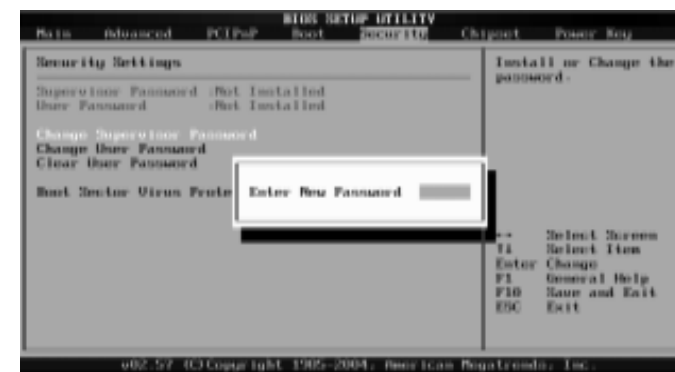 BIOS SETUP UTILITY
Main Advanced PCIPnP Boot Security Chipset Power Key
Security Settings
Install or Change the
password.
Supervisor Password :Not Installed
User Password :Not Installed
Change Supervisor Password
Change User Password
Clear User Password
Boot Sector Virus Prote
Enter New Password
↔ Select Screen
↑↓ Select Item
Enter Change
F1 General Help
F10 Save and Exit
ESC Exit
v02.57 (C)Copyright 1985-2004, American Megatrends, Inc.